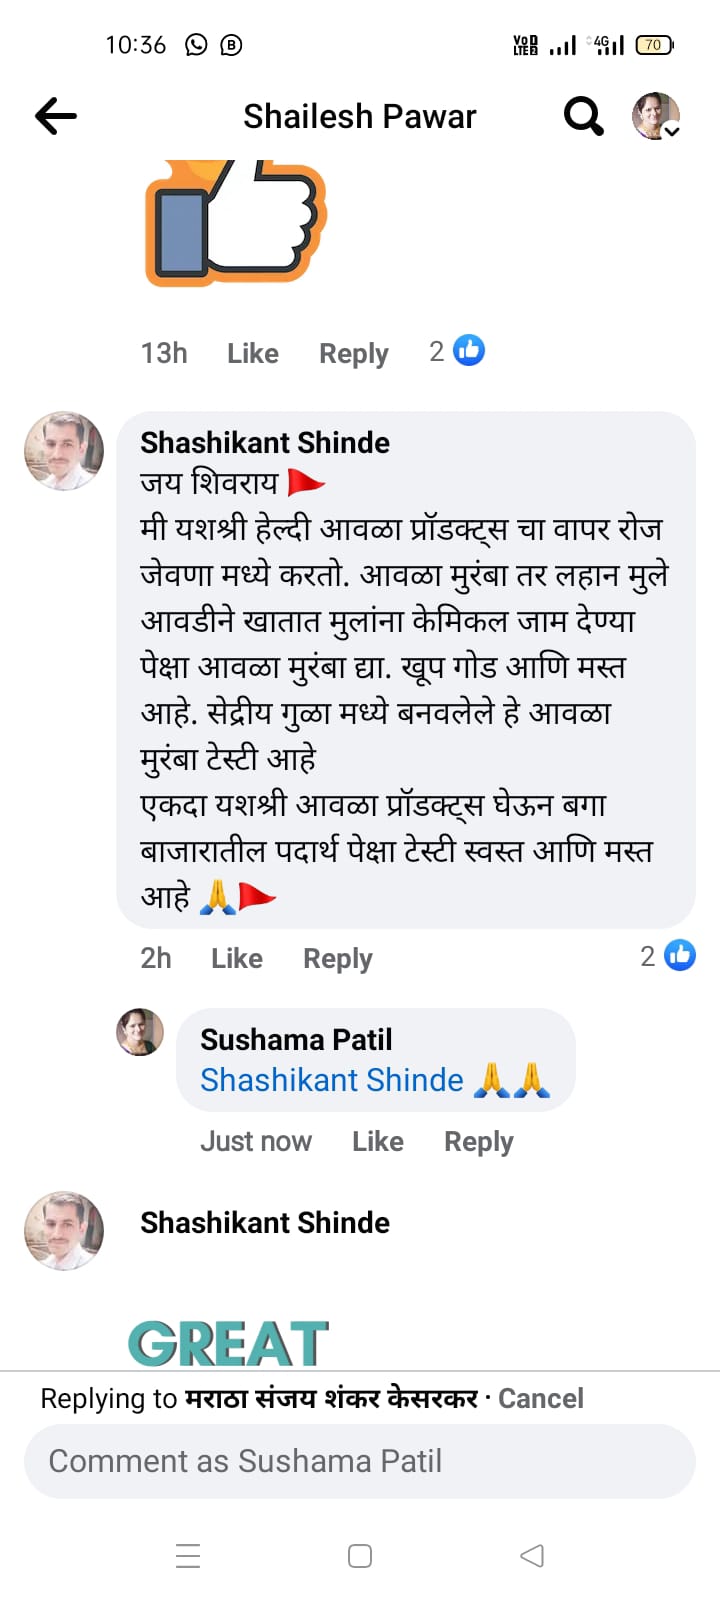 10:36
VoD LTE2 4G 70
Shailesh Pawar
13h Like Reply 2
Shashikant Shinde
जय शिवराय 🚩
मी यशश्री हेल्दी आवळा प्रॉडक्ट्स चा वापर रोज
जेवणा मध्ये करतो. आवळा मुरंबा तर लहान मुले
आवडीने खातात मुलांना केमिकल जाम देण्या
पेक्षा आवळा मुरंबा द्या. खूप गोड आणि मस्त
आहे. सेद्रीय गुळा मध्ये बनवलेले हे आवळा
मुरंबा टेस्टी आहे
एकदा यशश्री आवळा प्रॉडक्ट्स घेऊन बगा
बाजारातील पदार्थ पेक्षा टेस्टी स्वस्त आणि मस्त
आहे 🙏🚩
2h Like Reply 2
Sushama Patil
Shashikant Shinde 🙏🙏
Just now Like Reply
Shashikant Shinde
GREAT
Replying to मराठा संजय शंकर केसरकर · Cancel
Comment as Sushama Patil